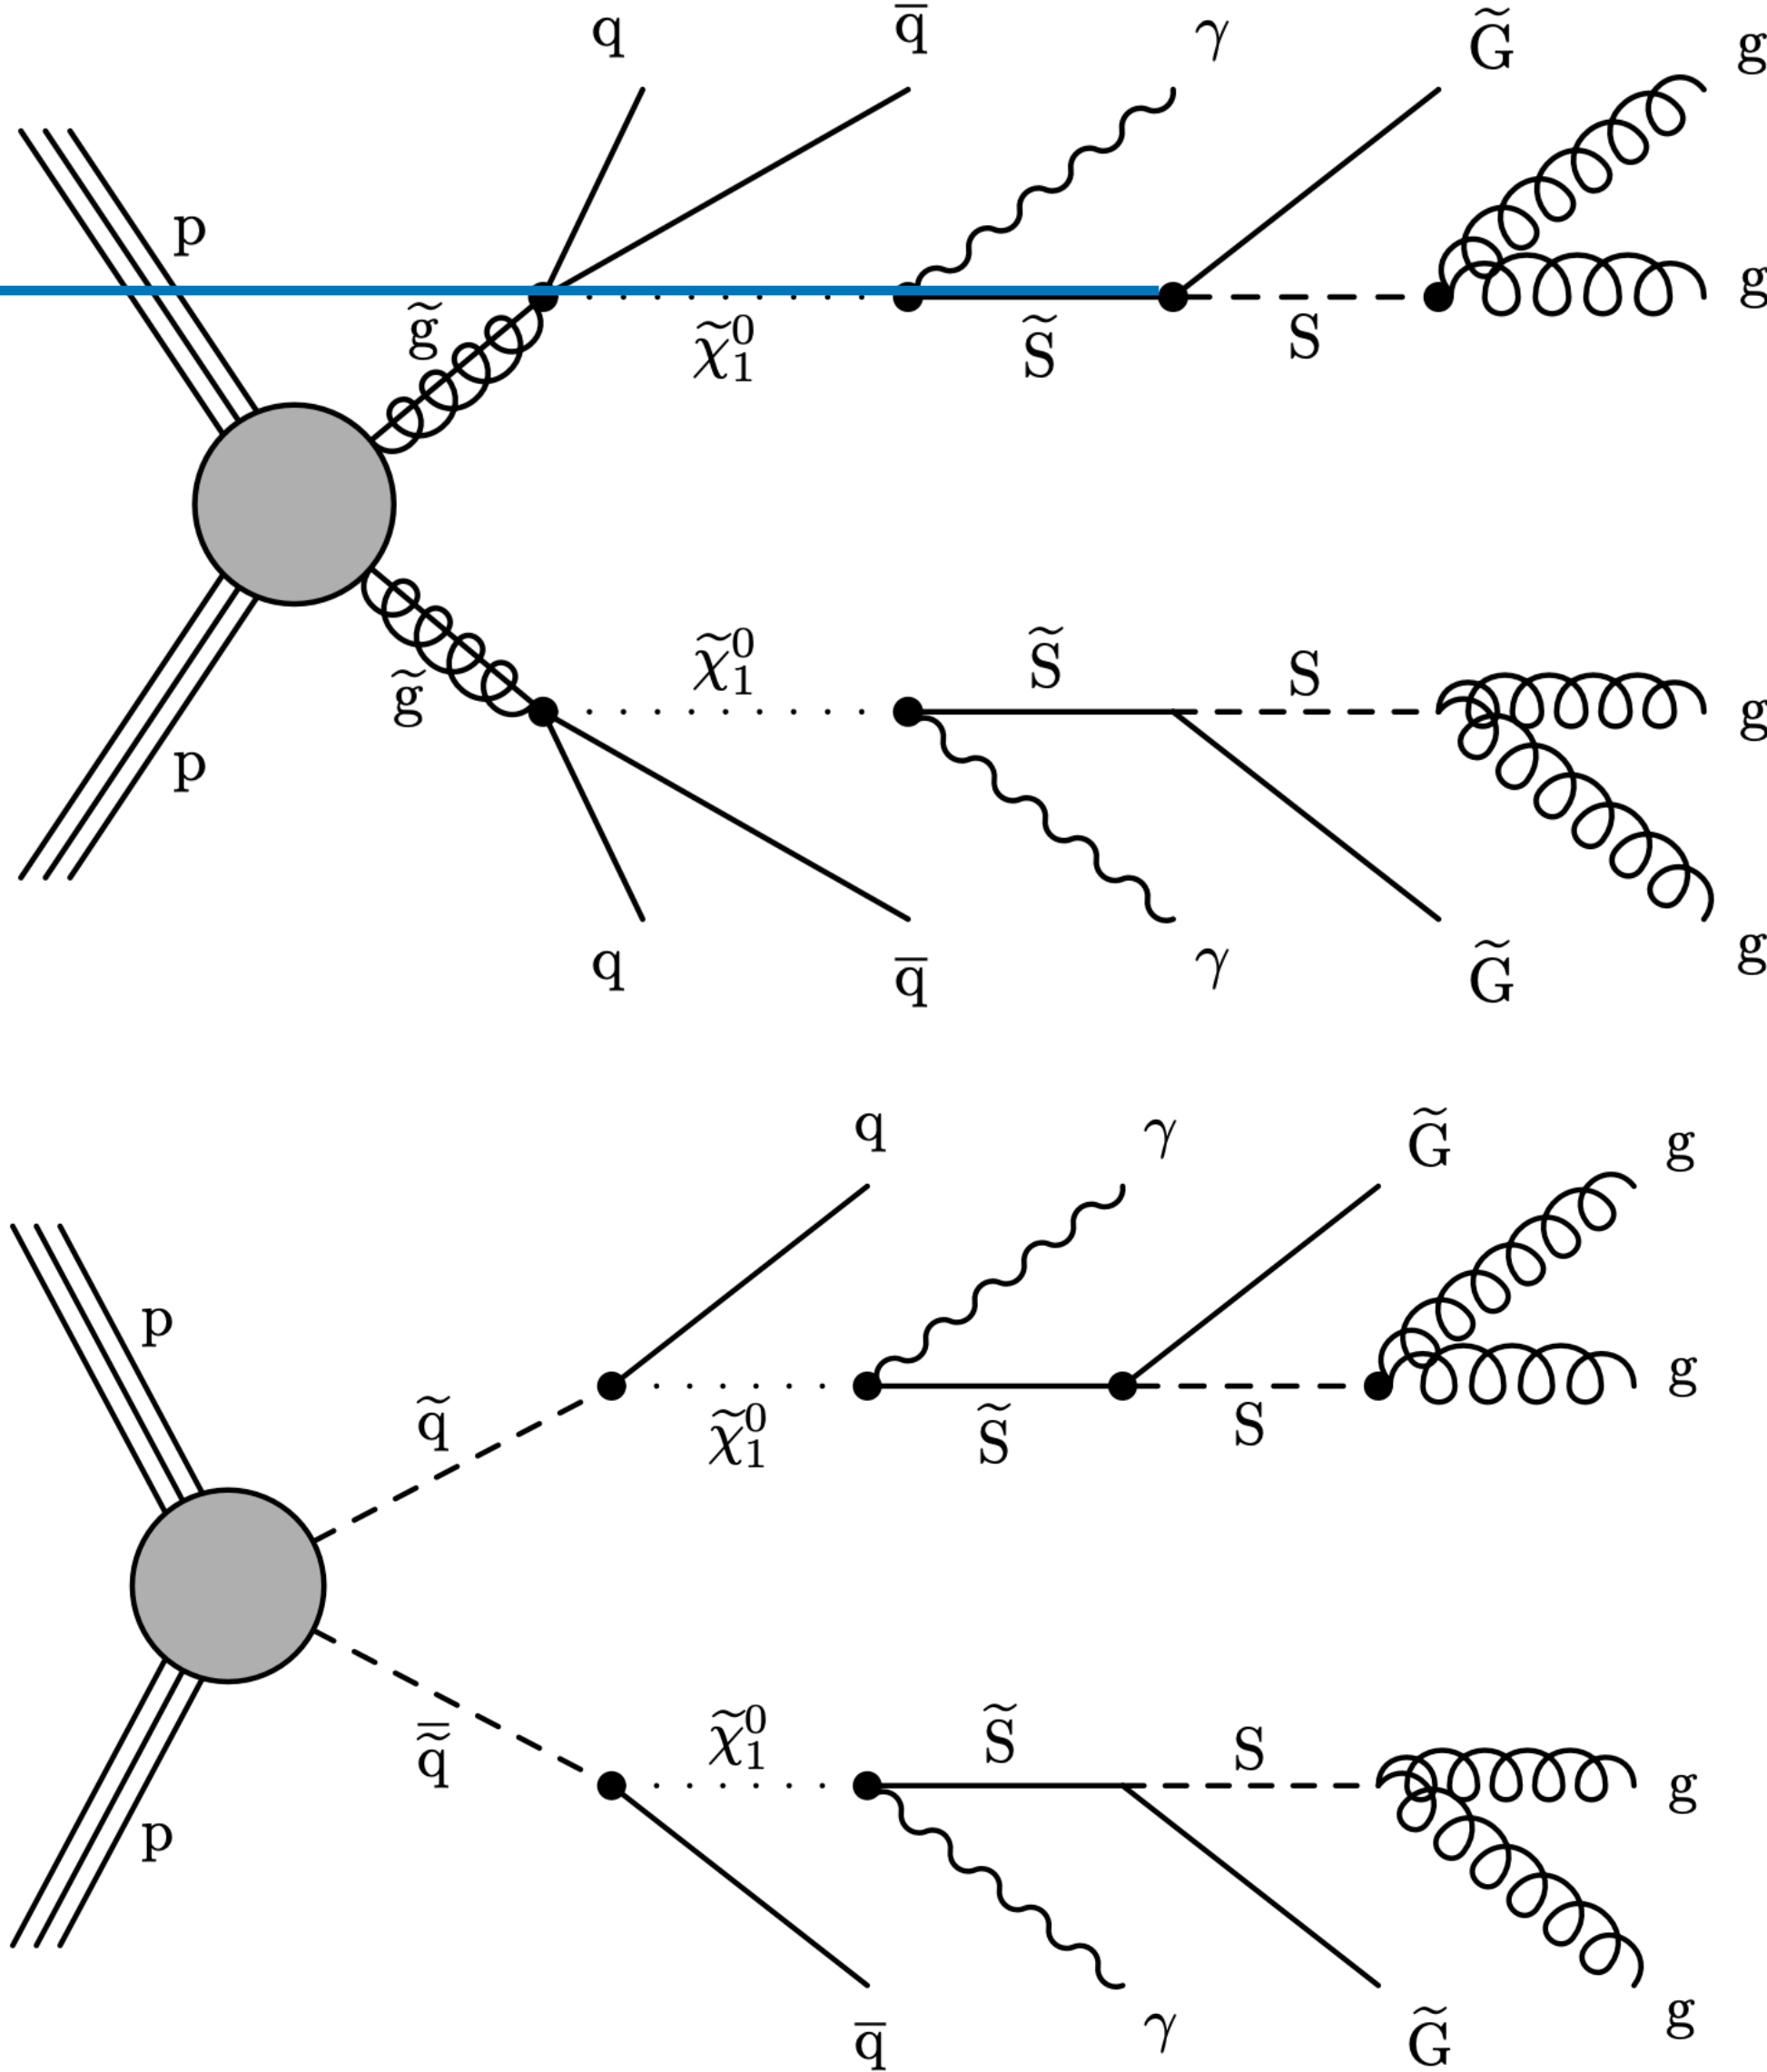 q q̅ γ G̃ g
p
g̃ χ̃₁⁰ S̃ S g
χ̃₁⁰ S̃ S
g̃ g
p
q q̅ γ G̃ g
q γ G̃ g
p
q̃ χ̃₁⁰ S̃ S g
χ̃₁⁰ S̃ S
q̃̅ g
p
q̅ γ G̃ g